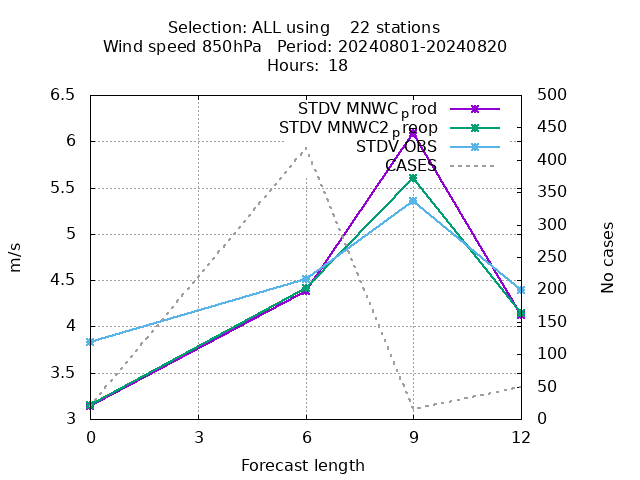 Selection: ALL using 22 stations
Wind speed 850hPa Period: 20240801-20240820
Hours: 18
6.5
6
5.5
5
4.5
4
3.5
3
500
450
400
350
300
250
200
150
100
50
0
STDV MNWCprod
STDV MNWC2preop
STDV OBS
CASES
m/s
No cases
0 3 6 9 12
Forecast length